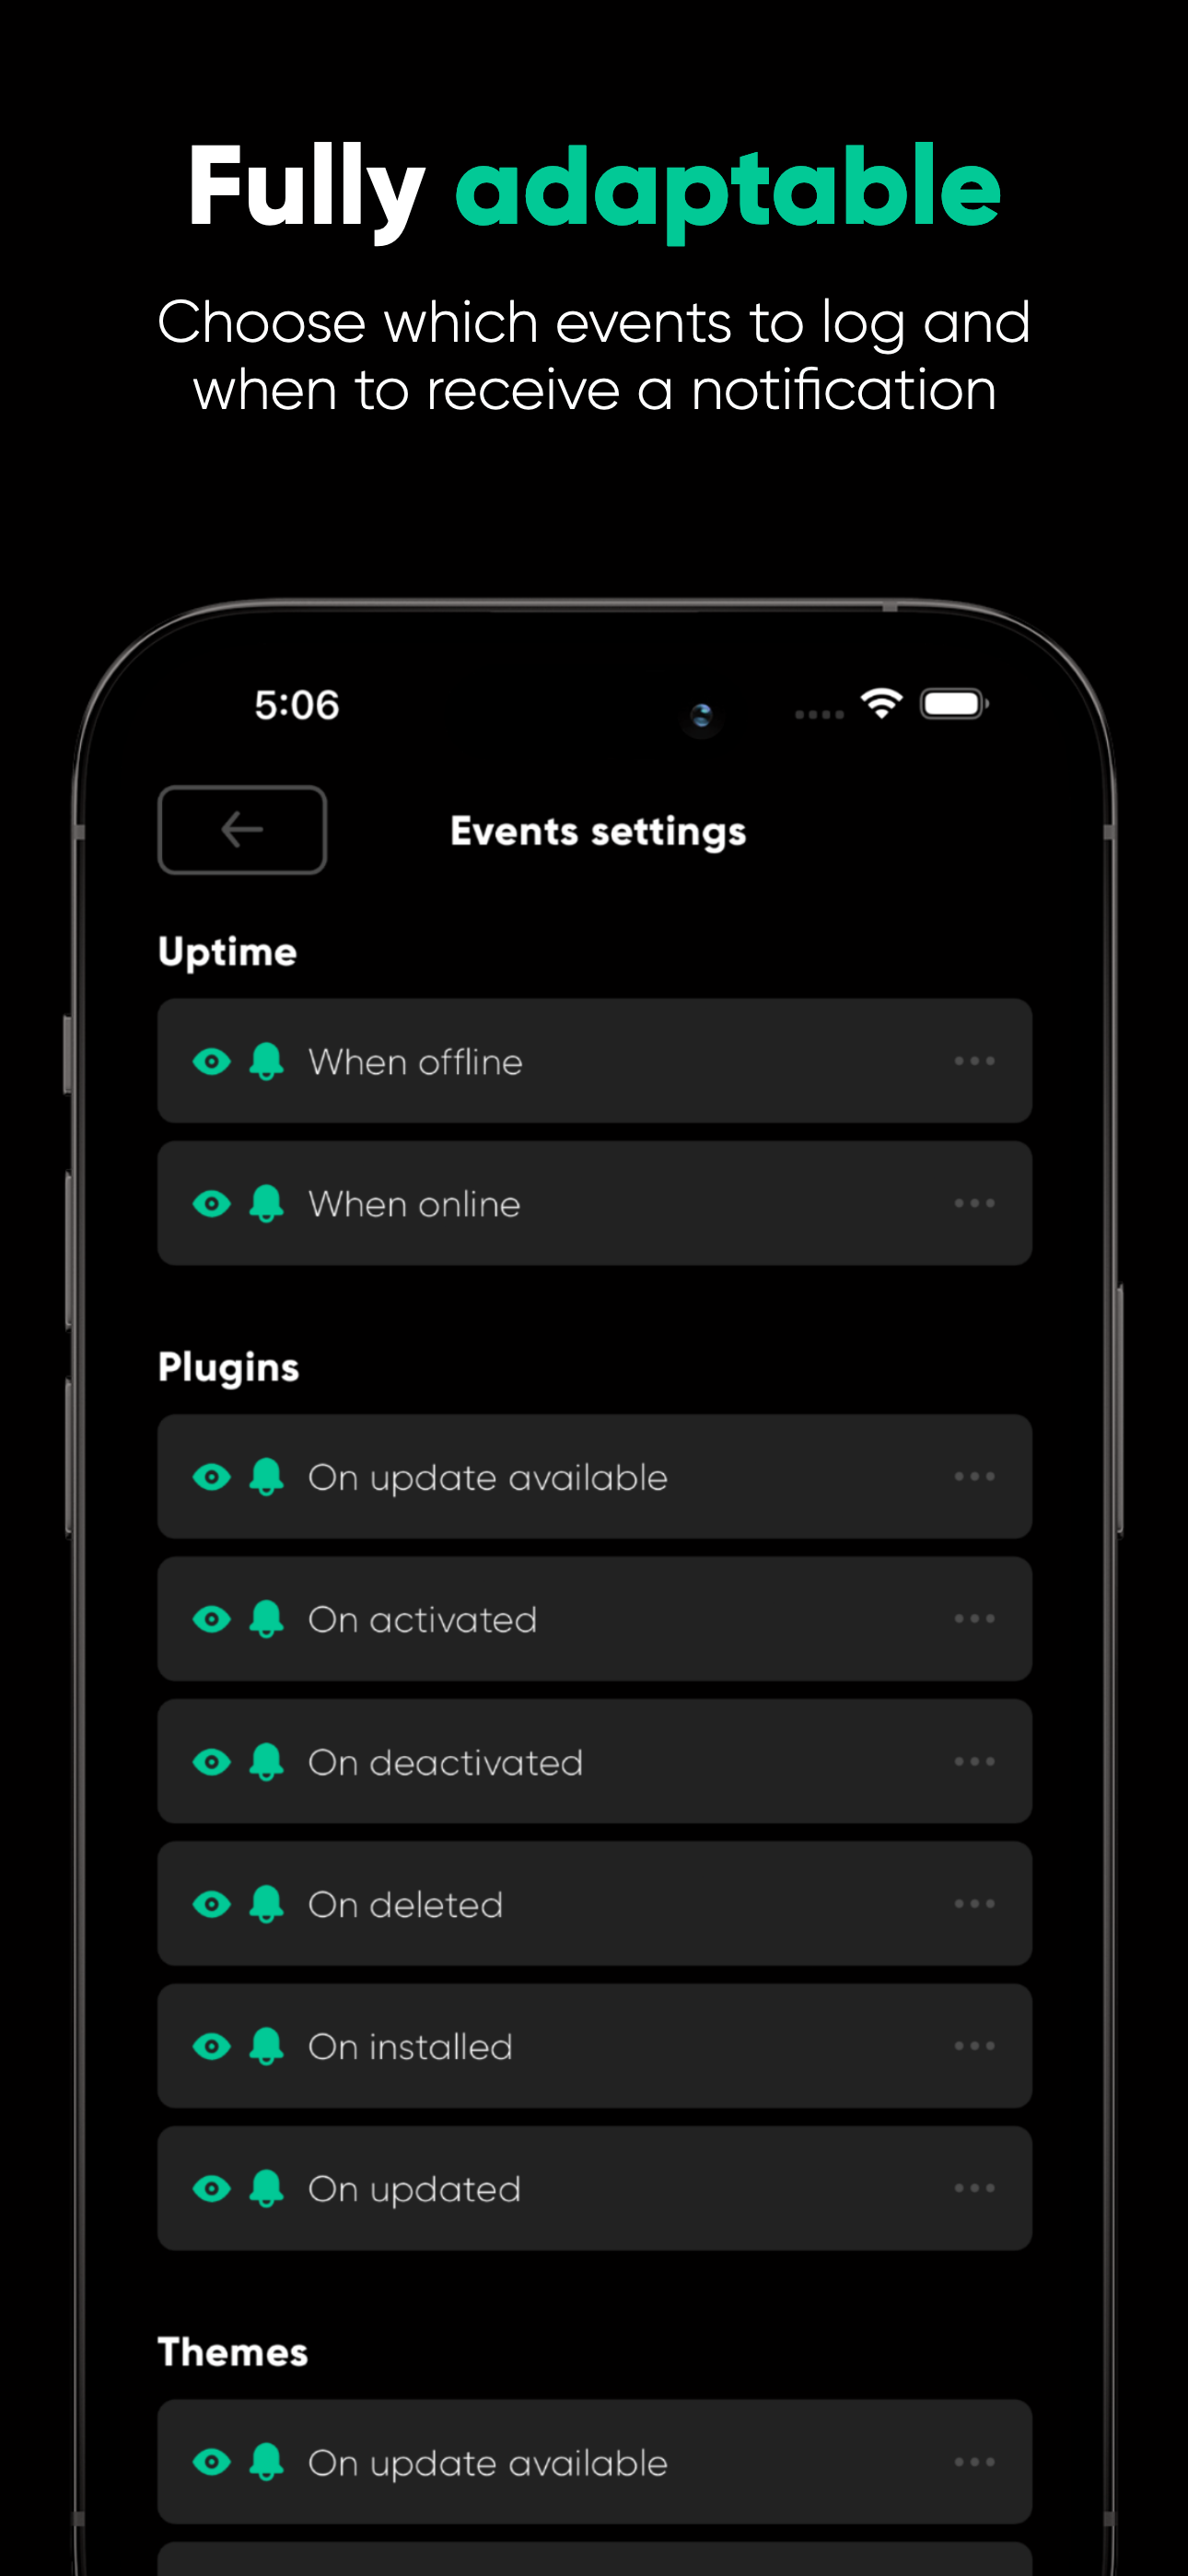 Fully adaptable
Choose which events to log and
when to receive a notification
5:06
Events settings
Uptime
When offline
When online
Plugins
On update available
On activated
On deactivated
On deleted
On installed
On updated
Themes
On update available